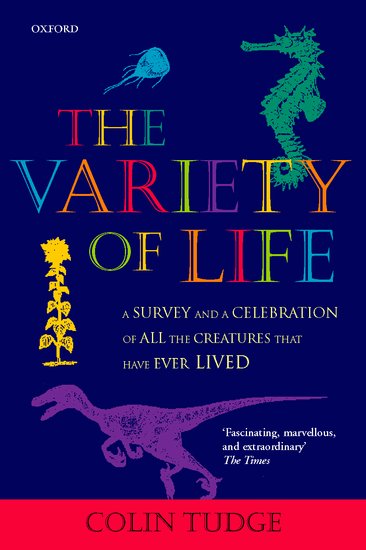 OXFORD
THE
VARIETY
OF LIFE
A SURVEY AND A CELEBRATION
OF ALL THE CREATURES THAT
HAVE EVER LIVED
‘Fascinating, marvellous,
and extraordinary’
The Times
COLIN TUDGE